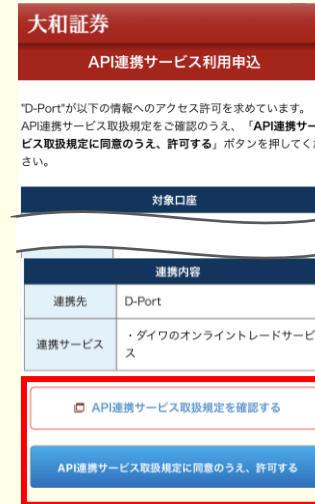 大和証券
API連携サービス利用申込
"D-Port"が以下の情報へのアクセス許可を求めています。
API連携サービス取扱規定をご確認のうえ、「API連携サー
ビス取扱規定に同意のうえ、許可する」ボタンを押してくだ
さい。
対象口座
連携内容
連携先 D-Port
連携サービス ・ダイワのオンライントレードサービ
ス
API連携サービス取扱規定を確認する
API連携サービス取扱規定に同意のうえ、許可する